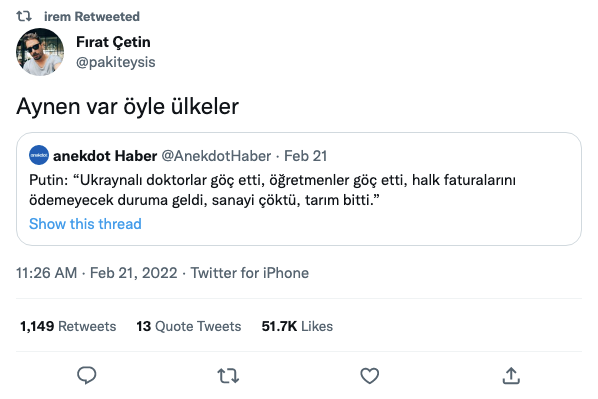 irem Retweeted
Fırat Çetin
@pakiteysis
Aynen var öyle ülkeler
anekdot
anekdot Haber @AnekdotHaber · Feb 21
Putin: “Ukraynalı doktorlar göç etti, öğretmenler göç etti, halk faturalarını
ödemeyecek duruma geldi, sanayi çöktü, tarım bitti.”
Show this thread
11:26 AM · Feb 21, 2022 · Twitter for iPhone
1,149 Retweets 13 Quote Tweets 51.7K Likes